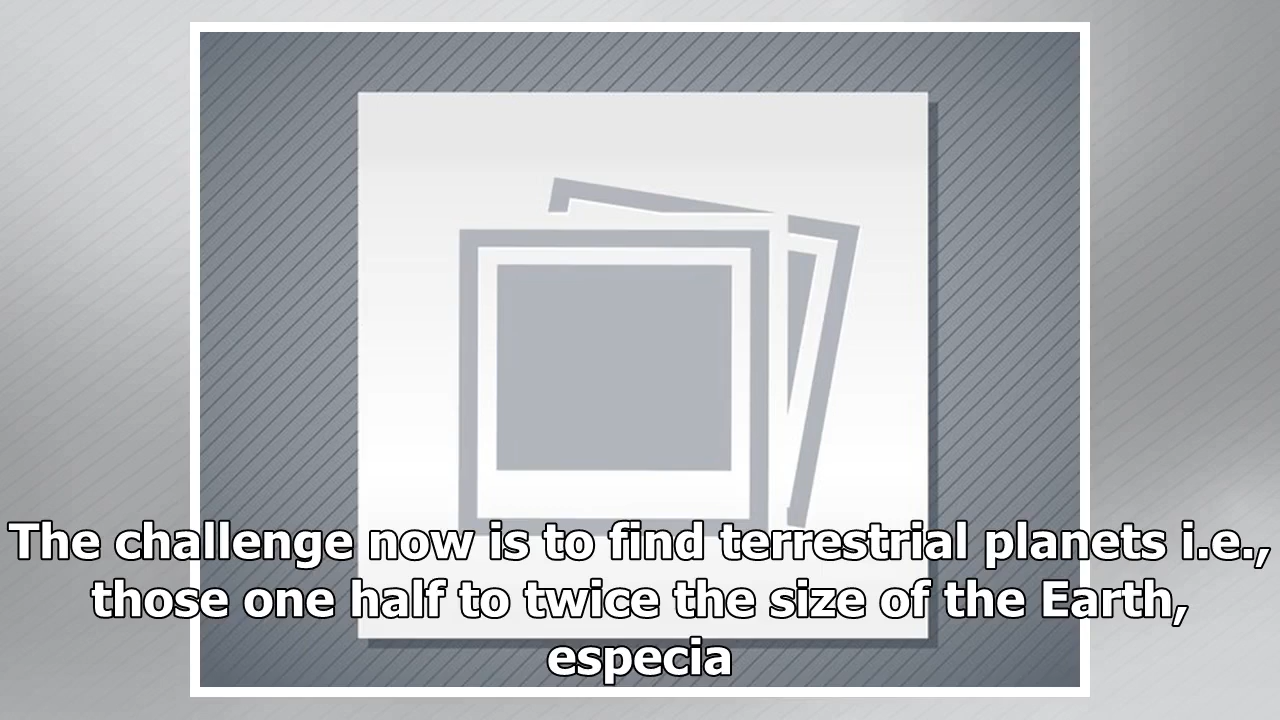 The challenge now is to find terrestrial planets i.e.,
those one half to twice the size of the Earth,
especia